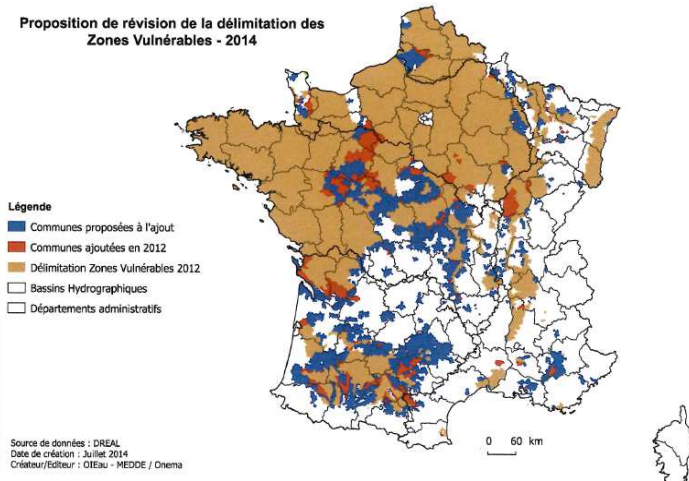 Proposition de révision de la délimitation des
Zones Vulnérables - 2014
Légende
Communes proposées à l'ajout
Communes ajoutées en 2012
Délimitation Zones Vulnérables 2012
Bassins Hydrographiques
Départements administratifs
Source de données : DREAL
Date de création : Juillet 2014
Créateur/Editeur : OIEau - MEDDE / Onema
0 60 km